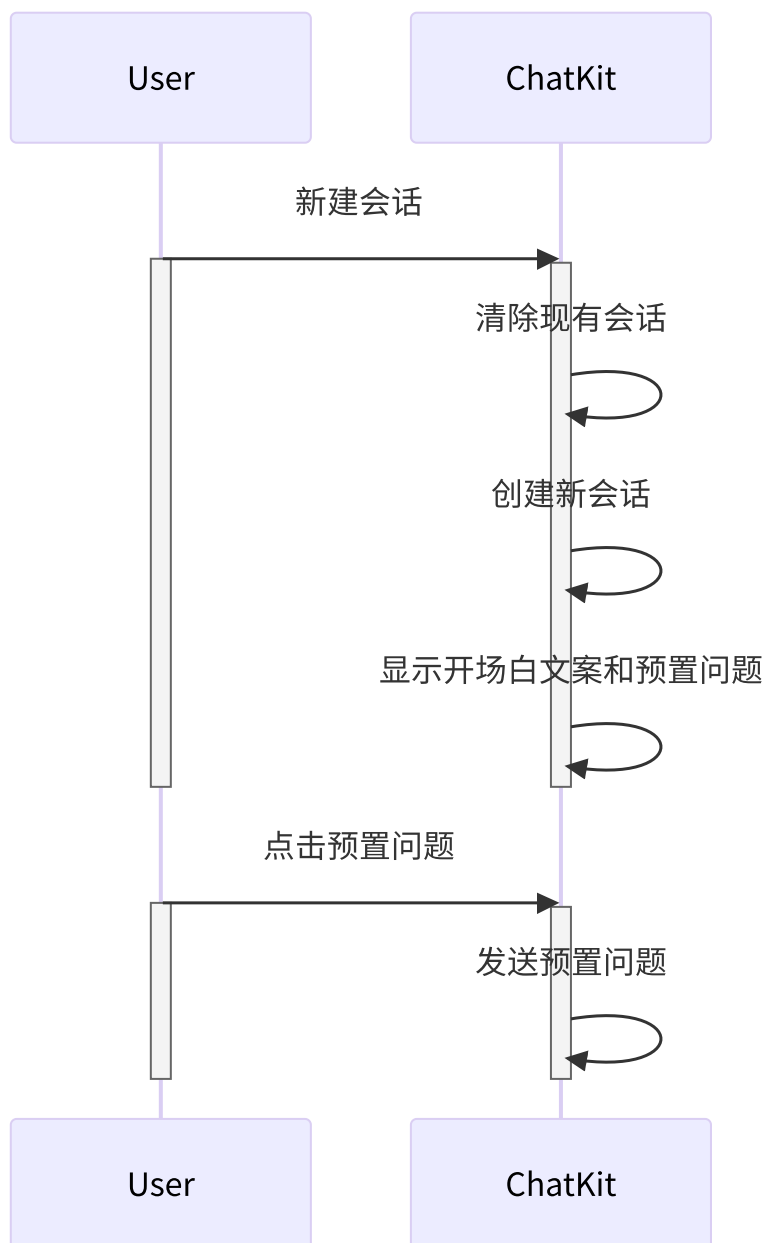 User
ChatKit
新建会话
清除现有会话
创建新会话
显示开场白文案和预置问题
点击预置问题
发送预置问题
User
ChatKit